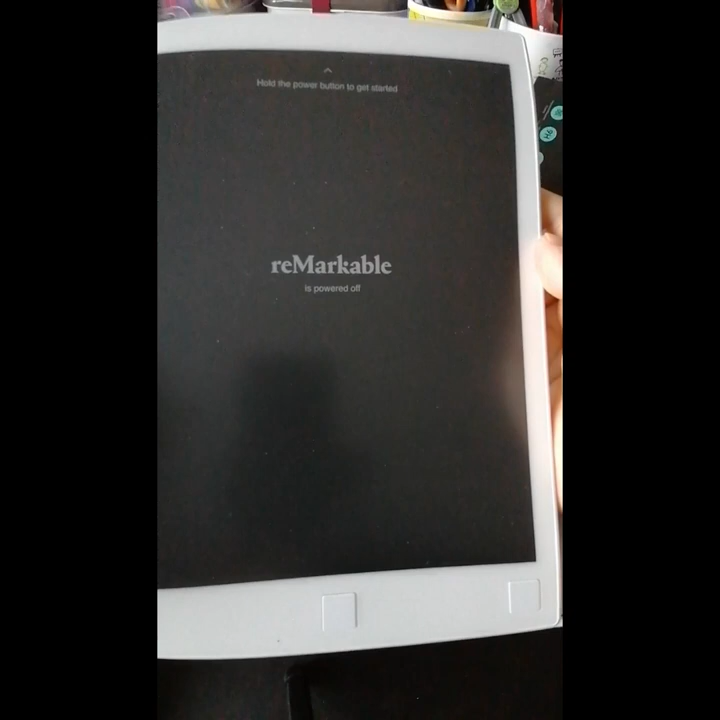 Hold the power button to get started
reMarkable
is powered off